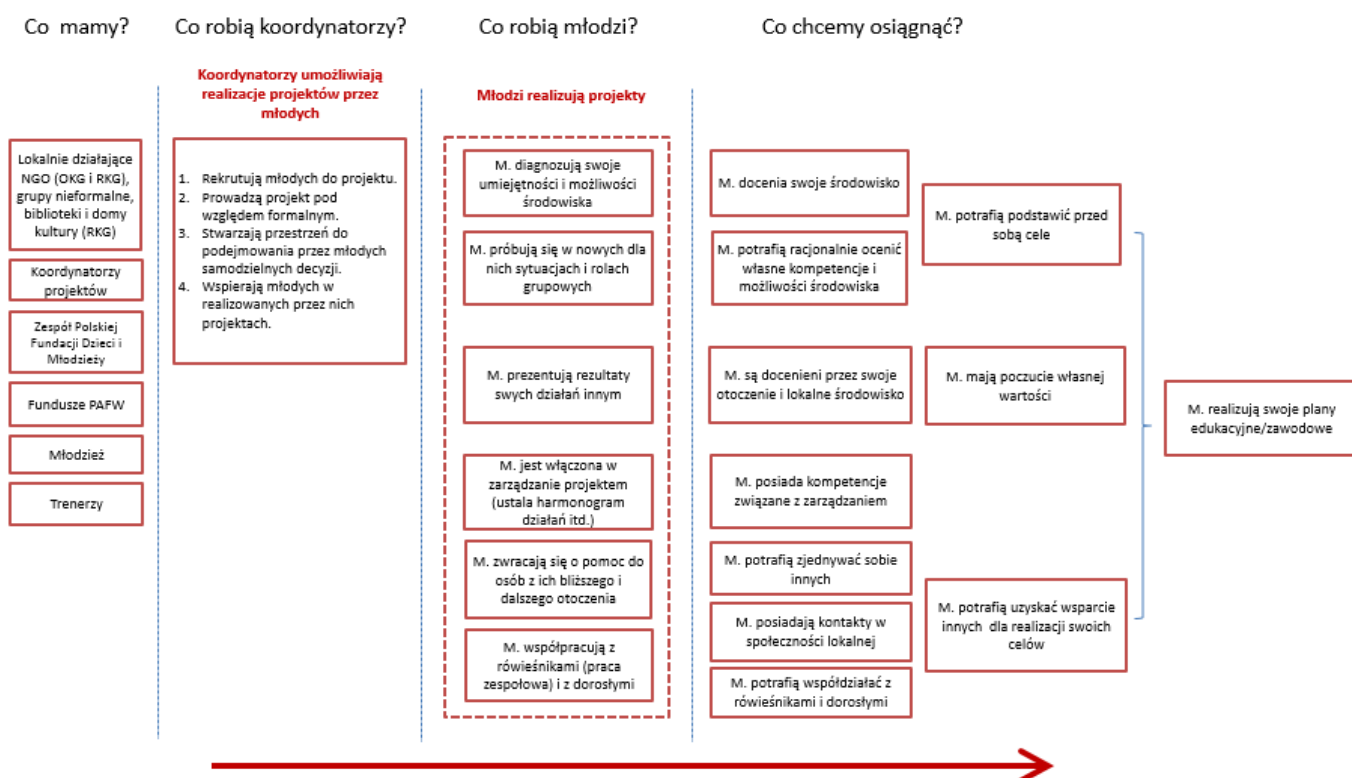 Co mamy?
Co robią koordynatorzy?
Co robią młodzi?
Co chcemy osiągnąć?
Koordynatorzy umożliwiają
realizacje projektów przez
młodych
Młodzi realizują projekty
Lokalnie działające
NGO (OKG i RKG),
grupy nieformalne,
biblioteki i domy
kultury (RKG)
Koordynatorzy
projektów
Zespół Polskiej
Fundacji Dzieci i
Młodzieży
Fundusze PAFW
Młodzież
Trenerzy
1. Rekrutują młodych do projektu.
2. Prowadzą projekt pod
względem formalnym.
3. Stwarzają przestrzeń do
podejmowania przez młodych
samodzielnych decyzji.
4. Wspierają młodych w
realizowanych przez nich
projektach.
M. diagnozują swoje
umiejętności i możliwości
środowiska
M. próbują się w nowych dla
nich sytuacjach i rolach
grupowych
M. prezentują rezultaty
swych działań innym
M. jest włączona w
zarządzanie projektem
(ustala harmonogram
działań itd.)
M. zwracają się o pomoc do
osób z ich bliższego i
dalszego otoczenia
M. współpracują z
rówieśnikami (praca
zespołowa) i z dorosłymi
M. docenia swoje środowisko
M. potrafią racjonalnie ocenić
własne kompetencje i
możliwości środowiska
M. są docenieni przez swoje
otoczenie i lokalne środowisko
M. posiada kompetencje
związane z zarządzaniem
M. potrafią zjednywać sobie
innych
M. posiadają kontakty w
społeczności lokalnej
M. potrafią współdziałać z
rówieśnikami i dorosłymi
M. potrafią podstawić przed
sobą cele
M. mają poczucie własnej
wartości
M. potrafią uzyskać wsparcie
innych dla realizacji swoich
celów
M. realizują swoje plany
edukacyjne/zawodowe